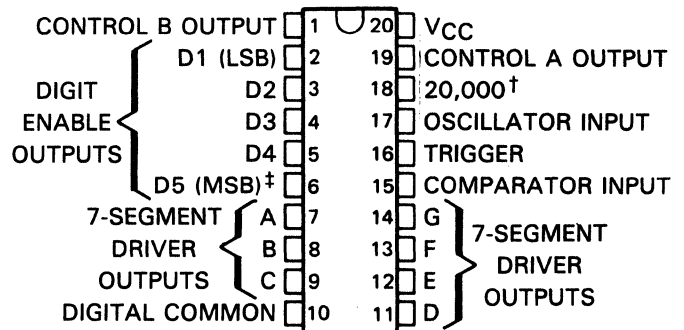 CONTROL B OUTPUT 1 20 VCC
D1 (LSB) 2 19 CONTROL A OUTPUT
DIGIT D2 3 18 20,000†
ENABLE D3 4 17 OSCILLATOR INPUT
OUTPUTS D4 5 16 TRIGGER
D5 (MSB)‡ 6 15 COMPARATOR INPUT
7-SEGMENT A 7 14 G 7-SEGMENT
DRIVER B 8 13 F DRIVER
OUTPUTS C 9 12 E OUTPUTS
DIGITAL COMMON 10 11 D